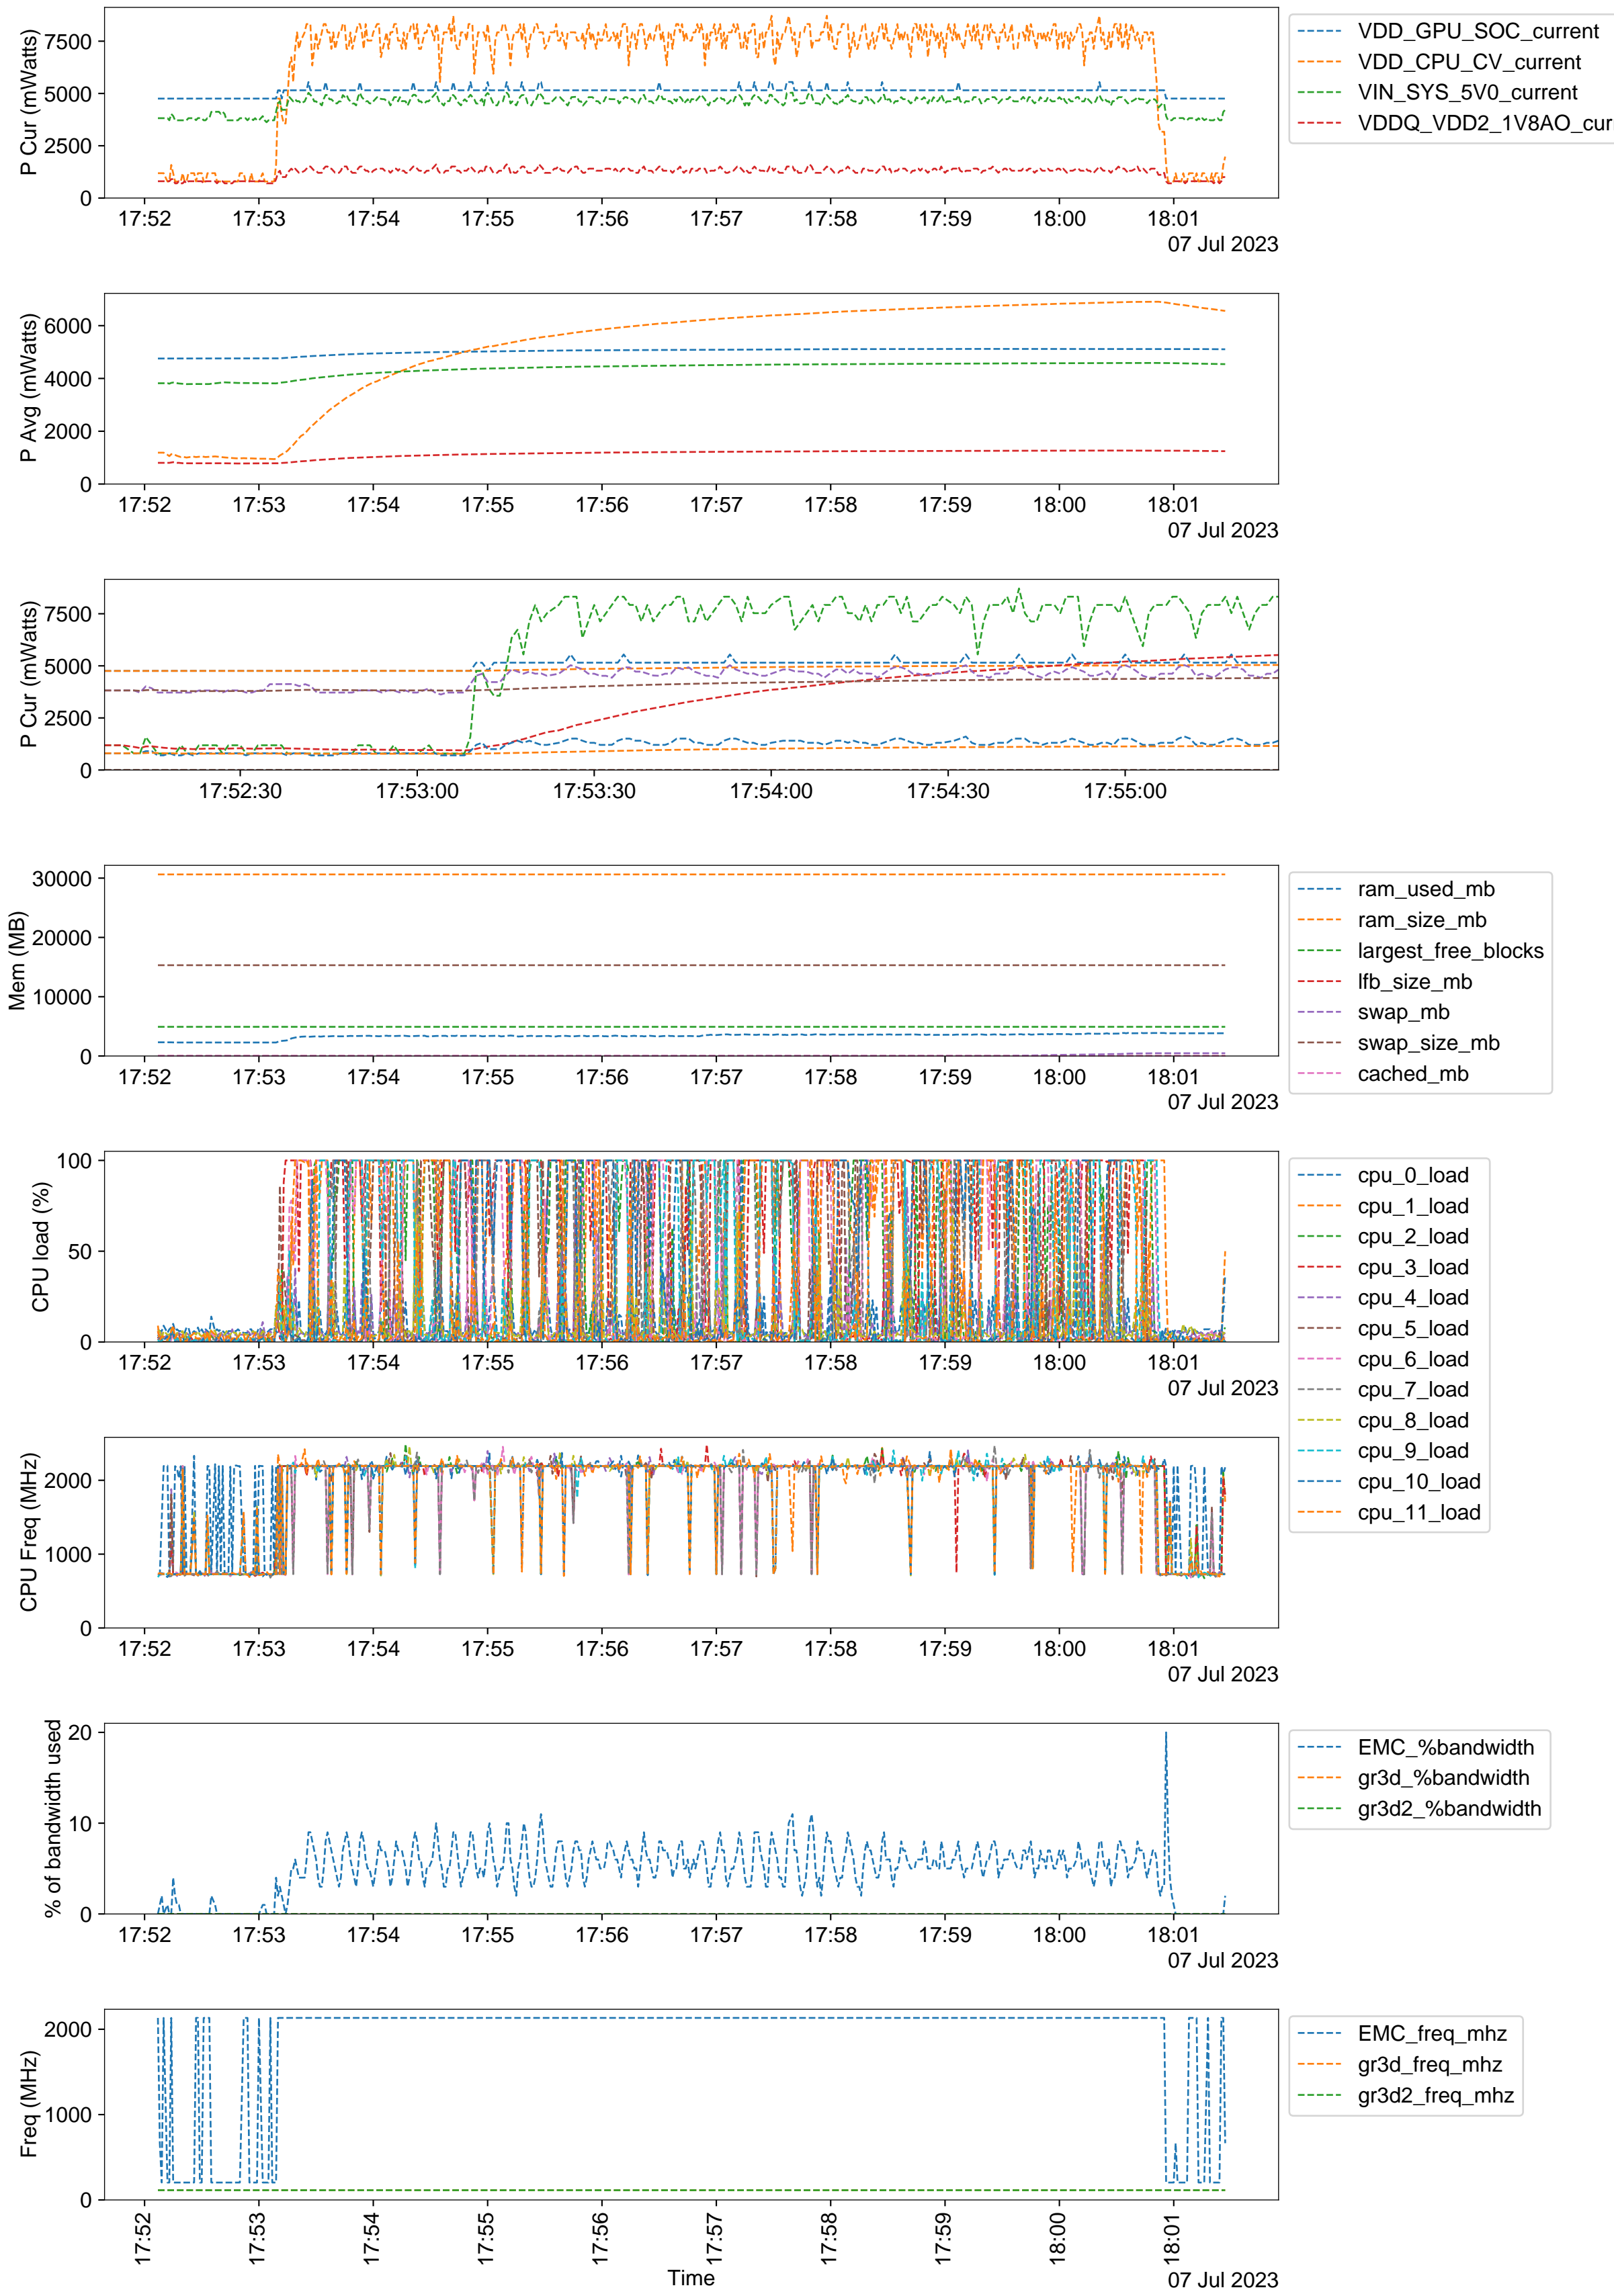 P Cur (mWatts)
7500
5000
2500
0
17:52 17:53 17:54 17:55 17:56 17:57 17:58 17:59 18:00 18:01
07 Jul 2023
VDD_GPU_SOC_current
VDD_CPU_CV_current
VIN_SYS_5V0_current
VDDQ_VDD2_1V8AO_cur
P Avg (mWatts)
6000
4000
2000
0
17:52 17:53 17:54 17:55 17:56 17:57 17:58 17:59 18:00 18:01
07 Jul 2023
P Cur (mWatts)
7500
5000
2500
0
17:52:30 17:53:00 17:53:30 17:54:00 17:54:30 17:55:00
Mem (MB)
30000
20000
10000
0
17:52 17:53 17:54 17:55 17:56 17:57 17:58 17:59 18:00 18:01
07 Jul 2023
ram_used_mb
ram_size_mb
largest_free_blocks
lfb_size_mb
swap_mb
swap_size_mb
cached_mb
CPU load (%)
100
50
0
17:52 17:53 17:54 17:55 17:56 17:57 17:58 17:59 18:00 18:01
07 Jul 2023
cpu_0_load
cpu_1_load
cpu_2_load
cpu_3_load
cpu_4_load
cpu_5_load
cpu_6_load
cpu_7_load
cpu_8_load
cpu_9_load
cpu_10_load
cpu_11_load
CPU Freq (MHz)
2000
1000
0
17:52 17:53 17:54 17:55 17:56 17:57 17:58 17:59 18:00 18:01
07 Jul 2023
% of bandwidth used
20
10
0
17:52 17:53 17:54 17:55 17:56 17:57 17:58 17:59 18:00 18:01
07 Jul 2023
EMC_%bandwidth
gr3d_%bandwidth
gr3d2_%bandwidth
Freq (MHz)
2000
1000
0
17:52 17:53 17:54 17:55 17:56 17:57 17:58 17:59 18:00 18:01
Time
07 Jul 2023
EMC_freq_mhz
gr3d_freq_mhz
gr3d2_freq_mhz